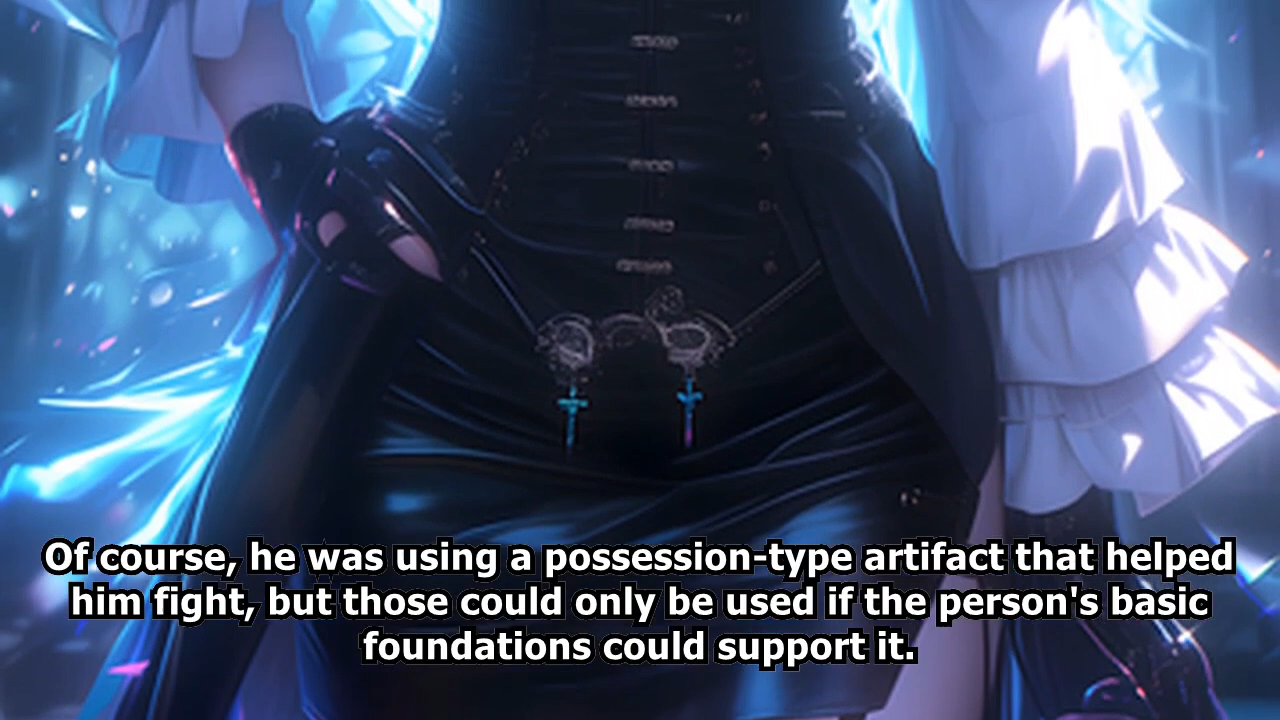 Of course, he was using a possession-type artifact that helped
him fight, but those could only be used if the person's basic
foundations could support it.